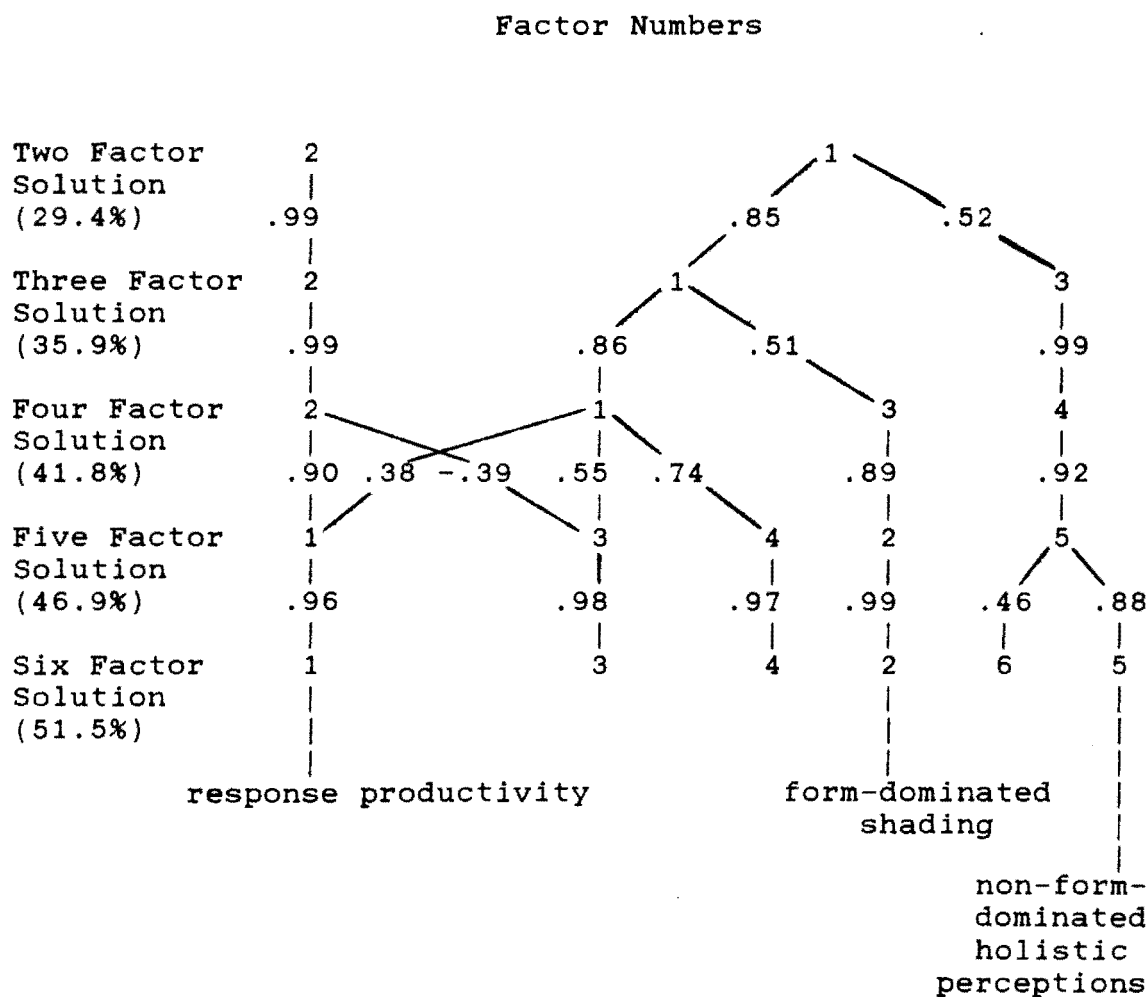 Factor Numbers
Two Factor 2 1
Solution
(29.4%) .99 .85 .52
Three Factor 2 1 3
Solution
(35.9%) .99 .86 .51 .99
Four Factor 2 1 3 4
Solution
(41.8%) .90 .38 -.39 .55 .74 .89 .92
Five Factor 1 3 4 2 5
Solution
(46.9%) .96 .98 .97 .99 .46 .88
Six Factor 1 3 4 2 6 5
Solution
(51.5%)
response productivity form-dominated
shading
non-form-
dominated
holistic
perceptions